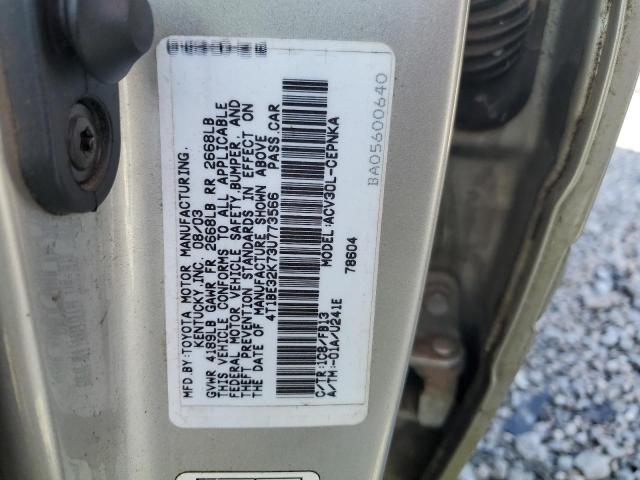 MFD.BY:TOYOTA MOTOR MANUFACTURING.
KENTUCKY.INC. 08/03
GVWR 4189LB GAWR FR 2668LB RR 2668LB
THIS VEHICLE CONFORMS TO ALL APPLICABLE
FEDERAL MOTOR VEHICLE SAFETY, BUMPER, AND
THEFT PREVENTION STANDARDS IN EFFECT ON
THE DATE OF MANUFACTURE SHOWN ABOVE
4T1BE32K73U773566 PASS.CAR
MODEL:ACV30L-CEPNKA
C/TR:1C8/FB13
A/TM:-01A/U241E
78604
BA05600640